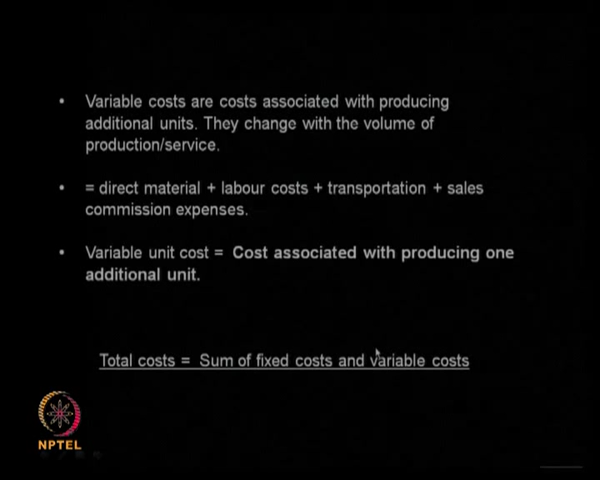 • Variable costs are costs associated with producing
additional units. They change with the volume of
production/service.
• = direct material + labour costs + transportation + sales
commission expenses.
• Variable unit cost = Cost associated with producing one
additional unit.
Total costs = Sum of fixed costs and variable costs
NPTEL